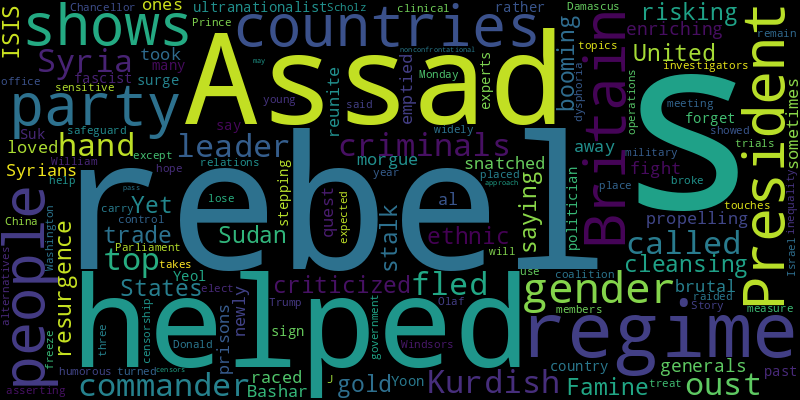 ISIS
shows
countries
ones
ultranationalist
Scholz
Chancellor
Prince
clinical
rather
Damascus
risking
topics
remain
enriching
Syria
took
many
fascist
surge
office
sensitive
party
Assad
reunite
emptied
Monday
nonconfrontational
may
experts
booming
dysphoria
United
investigators
President
sometimes
Britain
operations
S
safeguard
Suk
say
young
said
widely
meeting
forget
showed
trials
loved
hand
leader
criminals
away
Syrians
William
except
relations
morgue
snatched
military
fight
hope
year
placed
place
broke
help
pass
approach
rebel
people
China
Washington
carry
Yet
control
lose
stepping
quest
expected
al
saying
politician
propelling
touches
Israel
inequality
trade
Sudan
stalk
ethnic
called
Parliament
takes
will
cleansing
alternatives
resurgence
top
States
Yeol
elect
criticized
fled
use
coalition
gender
brutal
raided
helped
newly
Trump
Olaf
members
Story
measure
freeze
three
censorship
prisons
Donald
sign
government
Windsors
regime
country
generals
past
asserting
humorous
turned
censors
commander
raced
Bashar
J
gold
Yoon
Kurdish
Famine
treat
oust